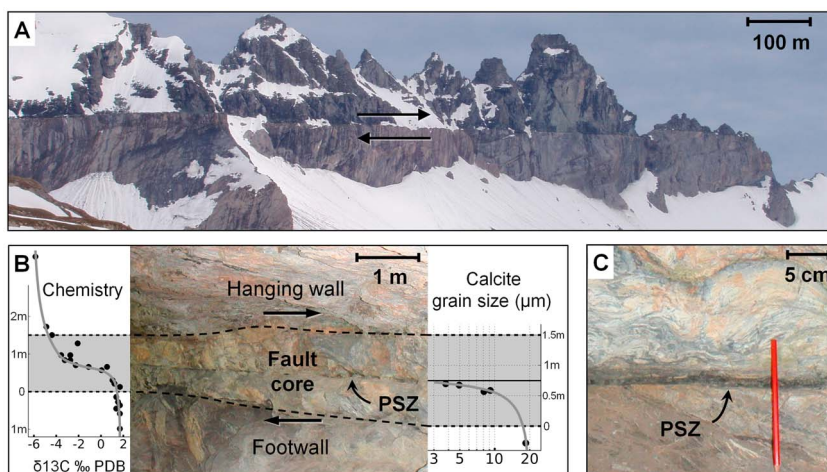 A
100 m
B
Chemistry
2m
1m
0
1m
-6
-4
-2
0
2
δ13C ‰ PDB
1 m
Hanging wall
Fault
core
PSZ
Footwall
Calcite
grain size (μm)
1.5m
1m
0.5m
0
3
5
10
20
C
5 cm
PSZ